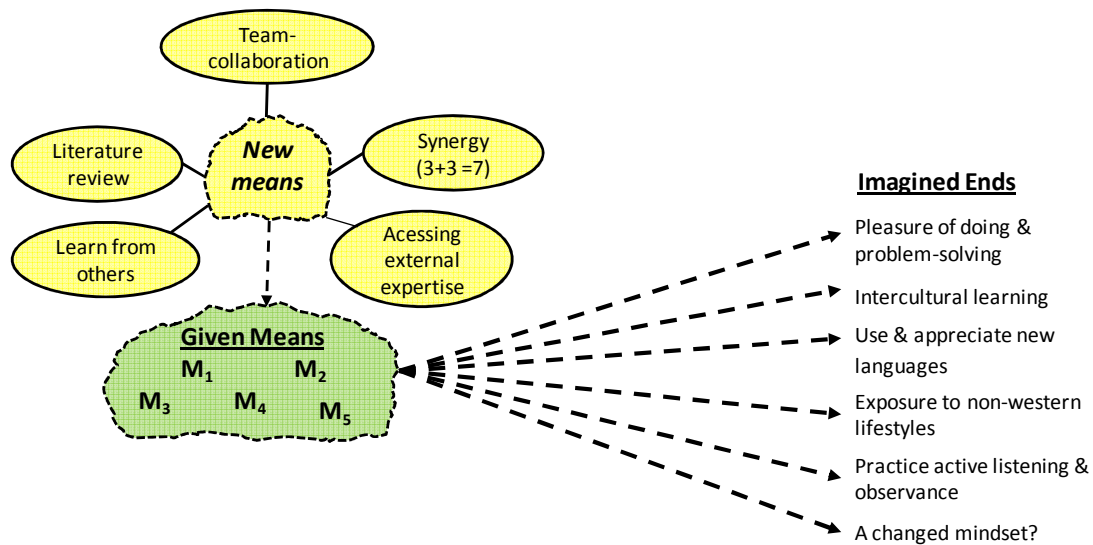 Team-
collaboration
Literature
review
New
means
Synergy
(3+3 =7)
Learn from
others
Acessing
external
expertise
Given Means
M₁ M₂
M₃ M₄ M₅
Imagined Ends
Pleasure of doing &
problem-solving
Intercultural learning
Use & appreciate new
languages
Exposure to non-western
lifestyles
Practice active listening &
observance
A changed mindset?